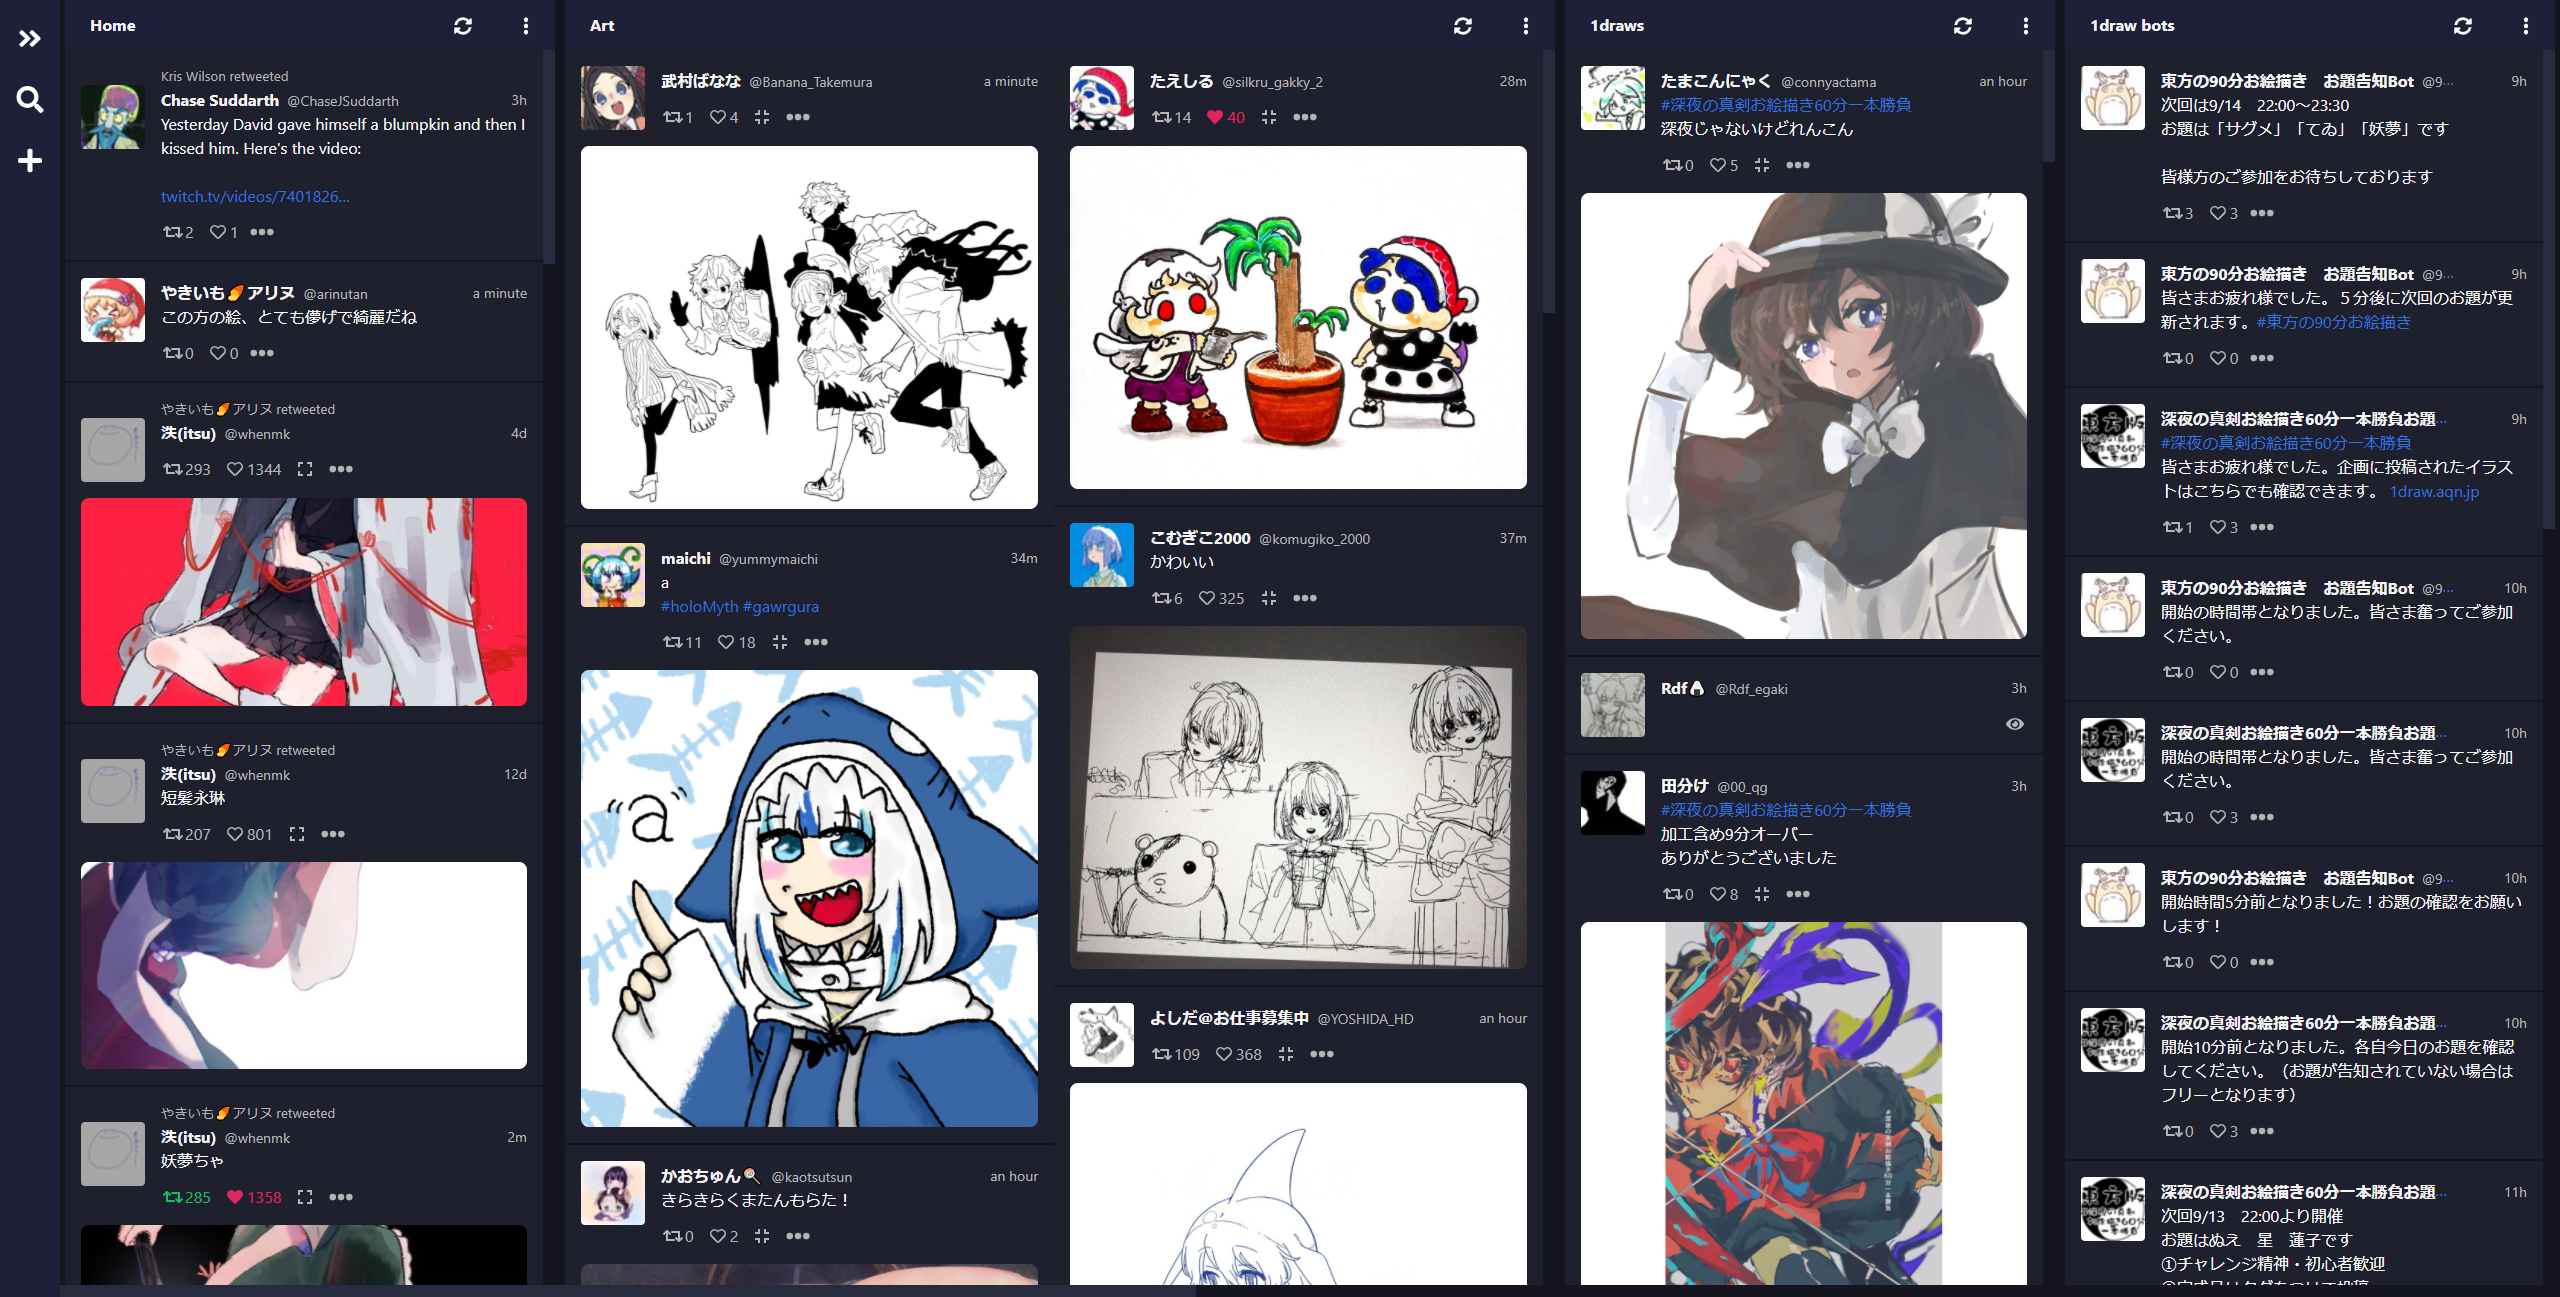 Home
Kris Wilson retweeted
Chase Suddarth @ChaseJSuddarth 3h
Yesterday David gave himself a blumpkin and then I
kissed him. Here's the video:
twitch.tv/videos/7401826...
2 1
やきいも🍠アリヌ @arinutan a minute
この方の絵、とても儚げで綺麗だね
0 0
やきいも🍠アリヌ retweeted
洸(itsu) @whenmk 4d
293 1344
やきいも🍠アリヌ retweeted
洸(itsu) @whenmk 12d
短髪永琳
207 801
やきいも🍠アリヌ retweeted
洸(itsu) @whenmk 2m
妖夢ちゃ
285 1358
Art
武村ばなな @Banana_Takemura a minute
1 4
maichi @yummymaichi 34m
a
#holoMyth #gawrgura
11 18
"a"
かおちゅん🍭 @kaotsutsun an hour
きらきらくまたんもらた！
0 2
たえしる @silkru_gakky_2 28m
14 40
こむぎこ2000 @komugiko_2000 37m
かわいい
6 325
よしだ@お仕事募集中 @YOSHIDA_HD an hour
109 368
1draws
たまこんにゃく @connyactama an hour
#深夜の真剣お絵描き60分一本勝負
深夜じゃないけどれんこん
0 5
Rdf🍙 @Rdf_egaki 3h
田分け @00_qg 3h
#深夜の真剣お絵描き60分一本勝負
加工含め9分オーバー
ありがとうございました
0 8
#深夜の真剣お絵描き60分一本勝負
1draw bots
東方の90分お絵描き　お題告知Bot @9... 9h
次回は9/14　22:00～23:30
お題は「サグメ」「てゐ」「妖夢」です
皆様方のご参加をお待ちしております
3 3
東方の90分お絵描き　お題告知Bot @9... 9h
皆さまお疲れ様でした。５分後に次回のお題が更
新されます。#東方の90分お絵描き
0 0
深夜の真剣お絵描き60分一本勝負お題... 9h
#深夜の真剣お絵描き60分一本勝負
皆さまお疲れ様でした。企画に投稿されたイラス
トはこちらでも確認できます。 1draw.aqn.jp
1 3
東方の90分お絵描き　お題告知Bot @9... 10h
開始の時間帯となりました。皆さま奮ってご参加
ください。
0 0
深夜の真剣お絵描き60分一本勝負お題... 10h
開始の時間帯となりました。皆さま奮ってご参加
ください。
0 3
東方の90分お絵描き　お題告知Bot @9... 10h
開始時間5分前となりました！お題の確認をお願い
します！
0 0
深夜の真剣お絵描き60分一本勝負お題... 10h
開始10分前となりました。各自今日のお題を確認
してください。（お題が告知されていない場合は
フリーとなります）
0 3
深夜の真剣お絵描き60分一本勝負お題... 11h
次回9/13　22:00より開催
お題はぬえ　星　蓮子です
①チャレンジ精神・初心者歓迎